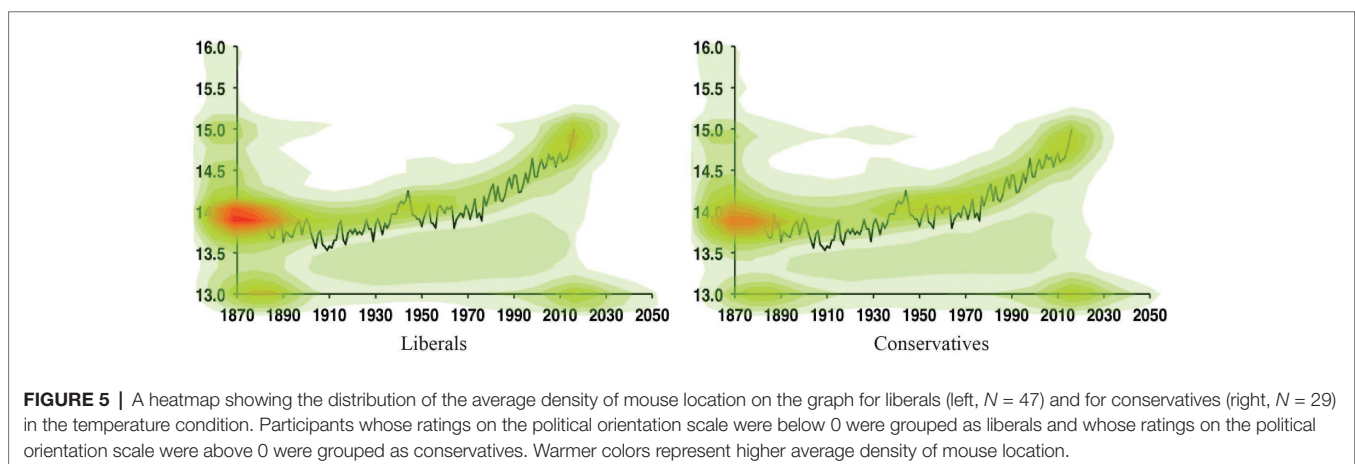 16.0
15.5
15.0
14.5
14.0
13.5
13.0
1870 1890 1910 1930 1950 1970 1990 2010 2030 2050
Liberals
16.0
15.5
15.0
14.5
14.0
13.5
13.0
1870 1890 1910 1930 1950 1970 1990 2010 2030 2050
Conservatives
FIGURE 5 | A heatmap showing the distribution of the average density of mouse location on the graph for liberals (left, N = 47) and for conservatives (right, N = 29)
in the temperature condition. Participants whose ratings on the political orientation scale were below 0 were grouped as liberals and whose ratings on the political
orientation scale were above 0 were grouped as conservatives. Warmer colors represent higher average density of mouse location.